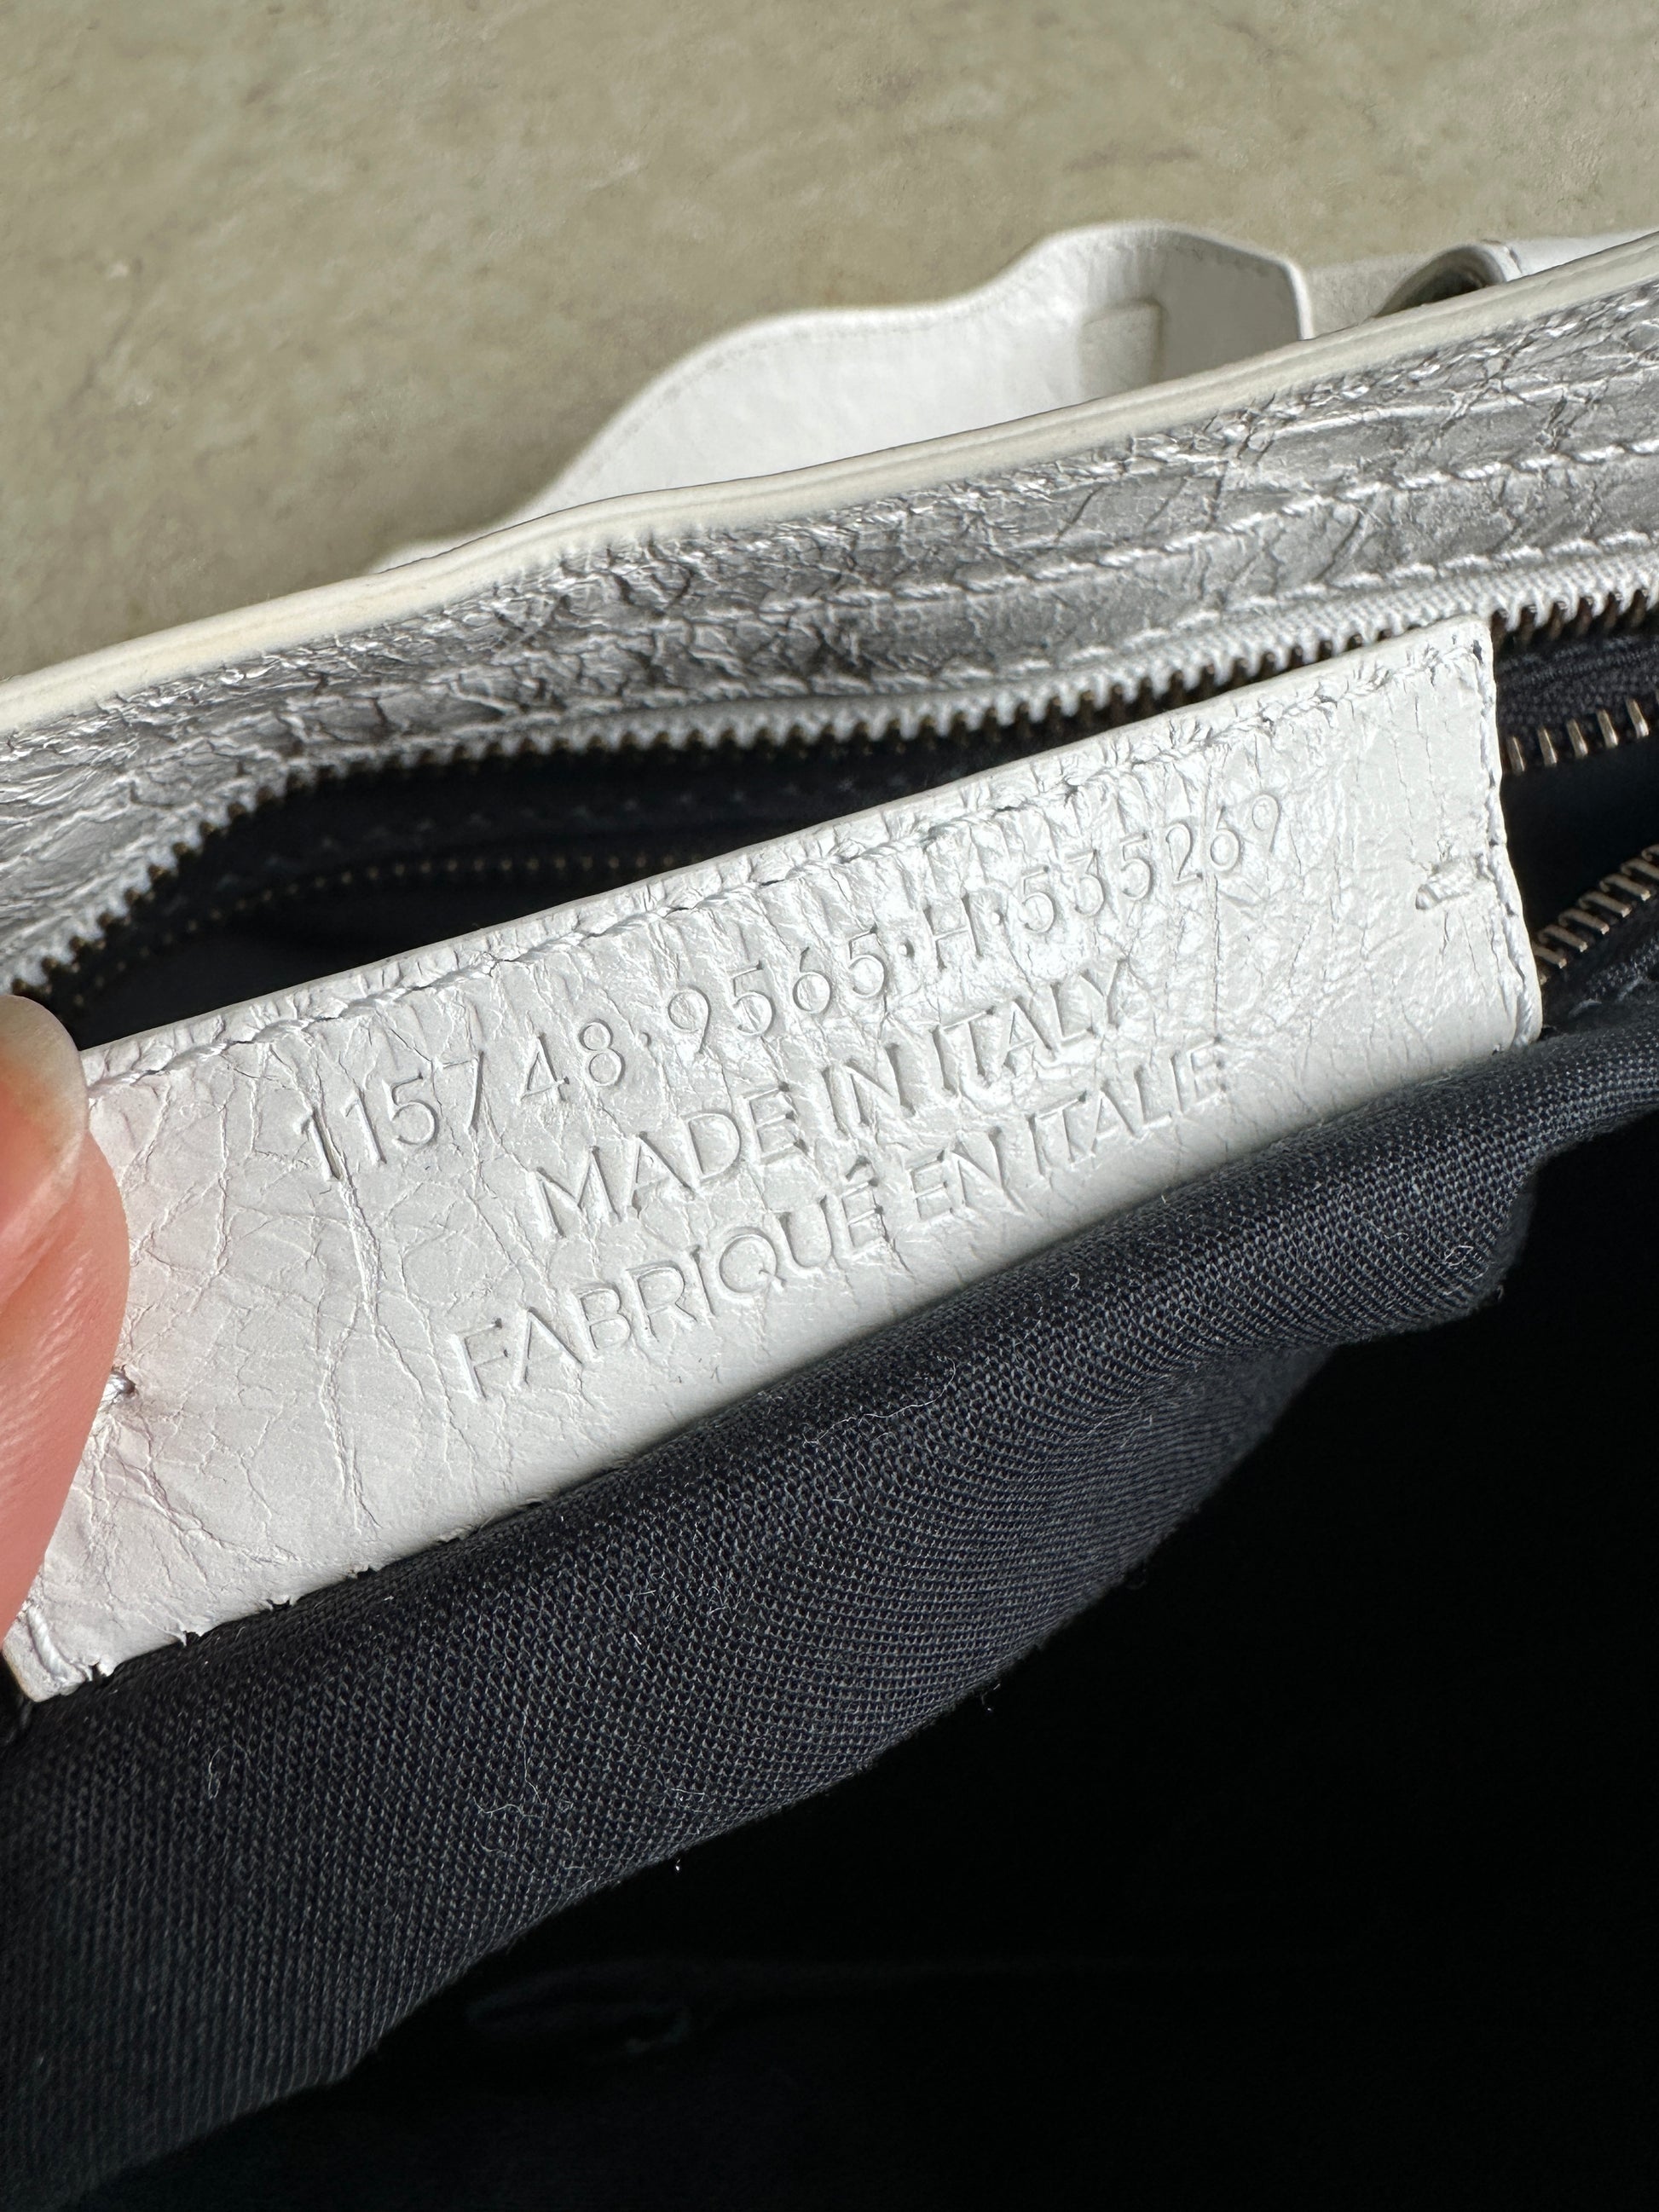 115748·9565·H·535269
MADE IN ITALY
FABRIQUÉ EN ITALIE